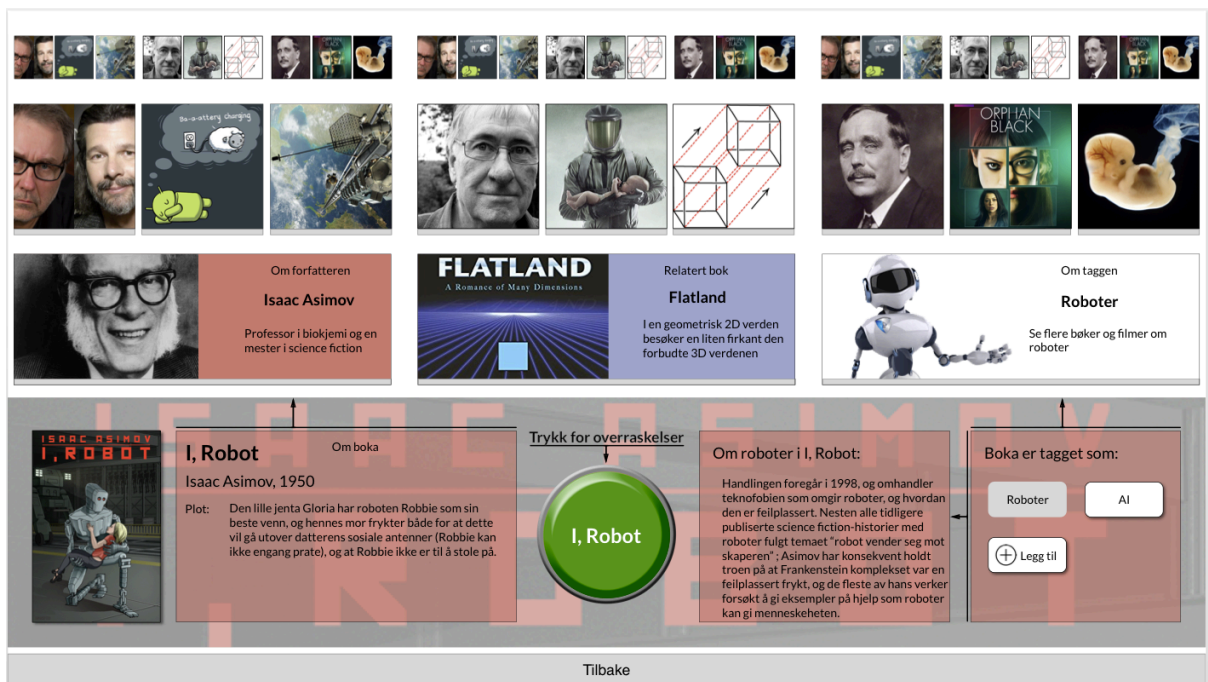 Ba-a-attery charging
ORPHAN
BLACK
Om forfatteren
Isaac Asimov
Professor i biokjemi og en
mester i science fiction
FLATLAND
A Romance of Many Dimensions
Relatert bok
Flatland
I en geometrisk 2D verden
besøker en liten firkant den
forbudte 3D verdenen
Om taggen
Roboter
Se flere bøker og filmer om
roboter
ISAAC ASIMOV
I, ROBOT
ISAAC ASIMOV
I, ROBOT
I, Robot
Om boka
Isaac Asimov, 1950
Plot:
Den lille jenta Gloria har roboten Robbie som sin
beste venn, og hennes mor frykter både for at dette
vil gå utover datterens sosiale antenner (Robbie kan
ikke engang prate), og at Robbie ikke er til å stole på.
Trykk for overraskelser
I, Robot
Om roboter i I, Robot:
Handlingen foregår i 1998, og omhandler
teknofobien som omgir roboter, og hvordan
den er feilplassert. Nesten alle tidligere
publiserte science fiction-historier med
roboter fulgt temaet "robot vender seg mot
skaperen" ; Asimov har konsekvent holdt
troen på at Frankenstein komplekset var en
feilplassert frykt, og de fleste av hans verker
forsøkt å gi eksempler på hjelp som roboter
kan gi menneskeheten.
Boka er tagget som:
Roboter
AI
Legg til
Tilbake